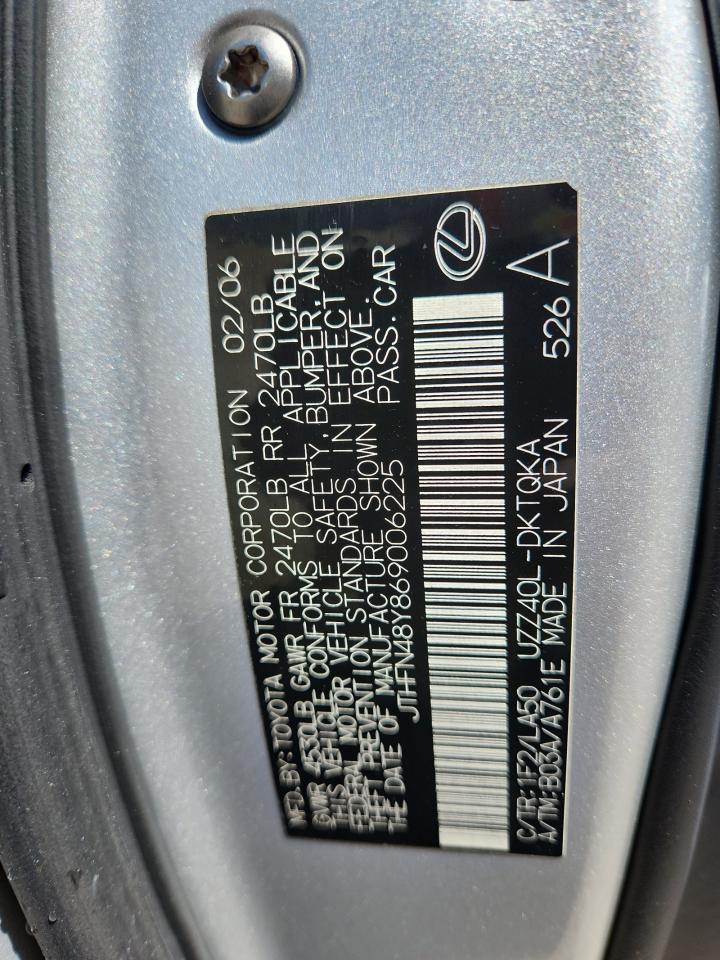 MFD BY: TOYOTA MOTOR CORPORATION 02/06
GVWR 4530LB GAWR FR 2470LB RR 2470LB
THIS VEHICLE CONFORMS TO ALL APPLICABLE
FEDERAL MOTOR VEHICLE SAFETY, BUMPER, AND
THEFT PREVENTION STANDARDS IN EFFECT ON
THE DATE OF MANUFACTURE SHOWN ABOVE.
JTHFN48Y869006225 PASS. CAR
C/TR: 1F2/LA50 UZZ40L-DKTQKA
A/TM: B03A/A761E MADE IN JAPAN 526 A